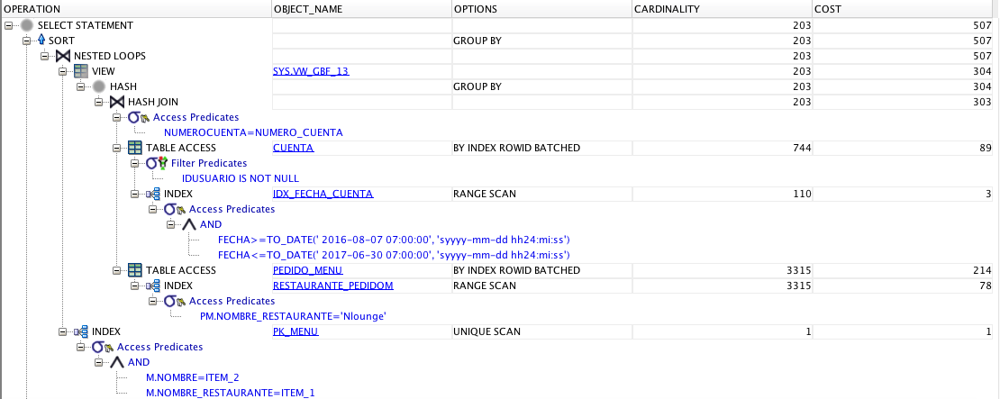 OPERATION OBJECT_NAME OPTIONS CARDINALITY COST
SELECT STATEMENT 203 507
SORT GROUP BY 203 507
NESTED LOOPS 203 507
VIEW SYS.VW_GBF_13 203 304
HASH GROUP BY 203 304
HASH JOIN 203 303
Access Predicates
NUMEROCUENTA=NUMERO_CUENTA
TABLE ACCESS CUENTA BY INDEX ROWID BATCHED 744 89
Filter Predicates
IDUSUARIO IS NOT NULL
INDEX IDX_FECHA_CUENTA RANGE SCAN 110 3
Access Predicates
AND
FECHA>=TO_DATE(' 2016-08-07 07:00:00', 'syyyy-mm-dd hh24:mi:ss')
FECHA<=TO_DATE(' 2017-06-30 07:00:00', 'syyyy-mm-dd hh24:mi:ss')
TABLE ACCESS PEDIDO_MENU BY INDEX ROWID BATCHED 3315 214
INDEX RESTAURANTE_PEDIDOM RANGE SCAN 3315 78
Access Predicates
PM.NOMBRE_RESTAURANTE='Nlounge'
INDEX PK_MENU UNIQUE SCAN 1 1
Access Predicates
AND
M.NOMBRE=ITEM_2
M.NOMBRE_RESTAURANTE=ITEM_1